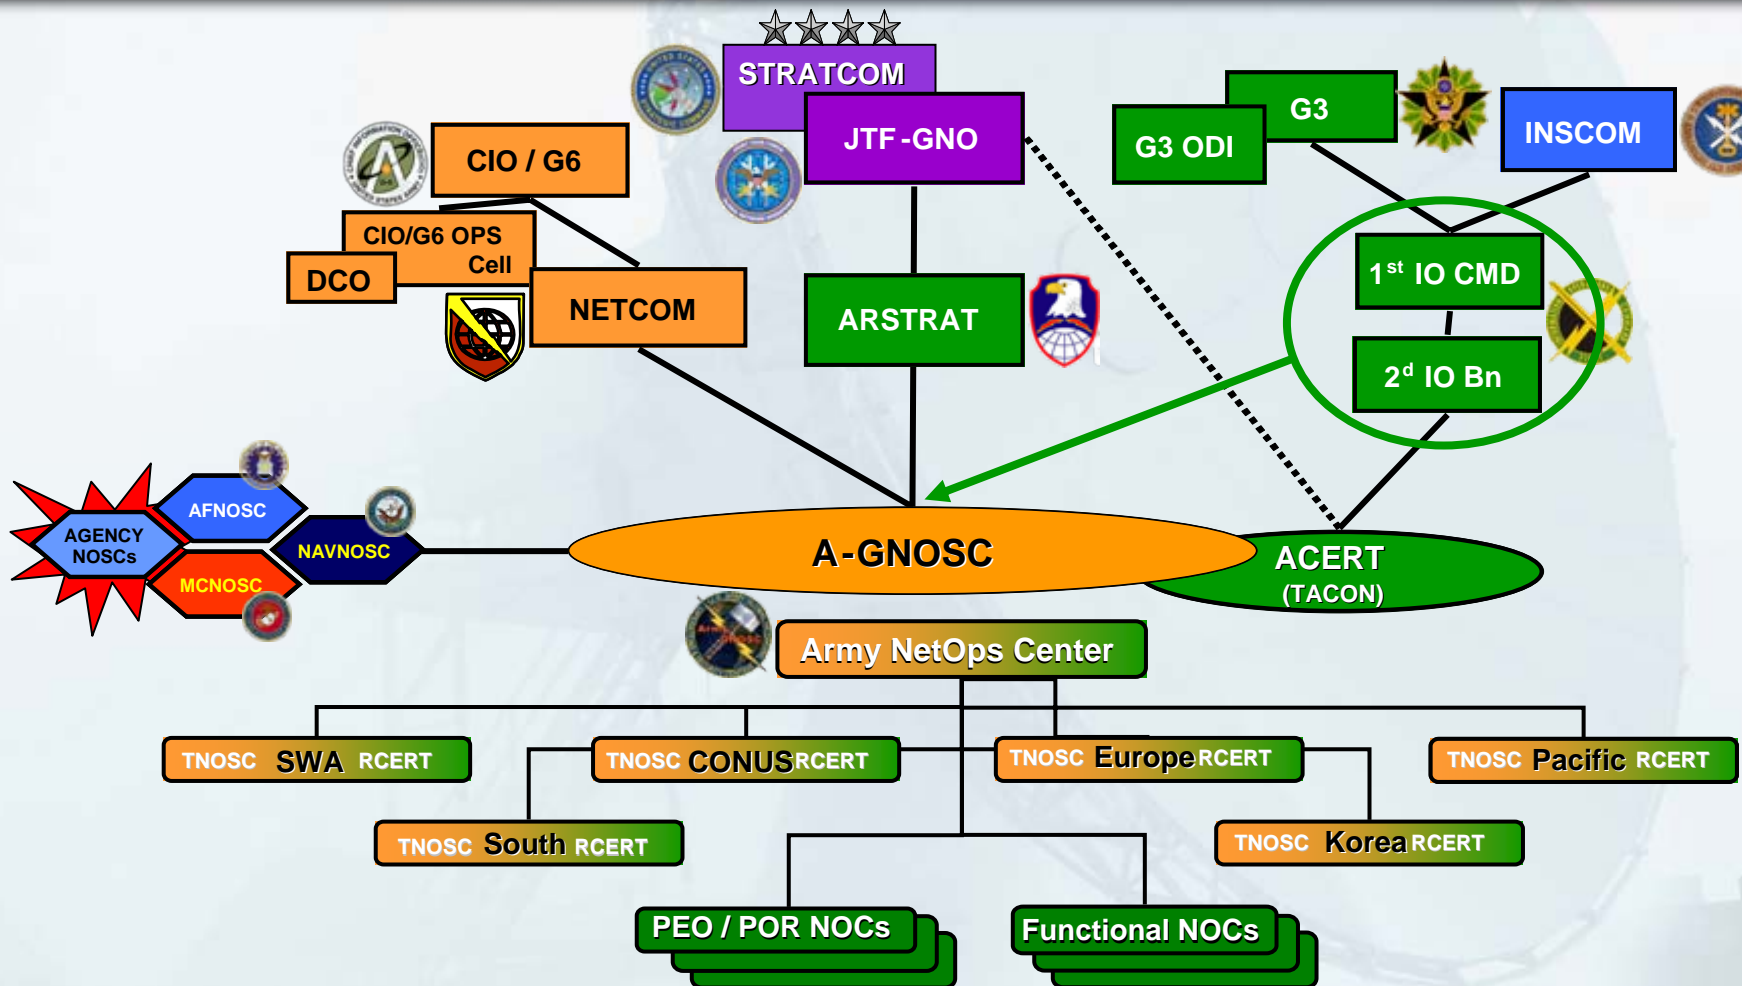 STRATCOM
JTF-GNO
G3
G3 ODI
INSCOM
CIO / G6
CIO/G6 OPS
Cell
DCO
NETCOM
ARSTRAT
1st IO CMD
2d IO Bn
AFNOSC
AGENCY
NOSCs
NAVNOSC
MCNOSC
A-GNOSC
ACERT
(TACON)
Army NetOps Center
TNOSC SWA RCERT
TNOSC CONUS RCERT
TNOSC Europe RCERT
TNOSC Pacific RCERT
TNOSC South RCERT
TNOSC Korea RCERT
PEO / POR NOCs
Functional NOCs